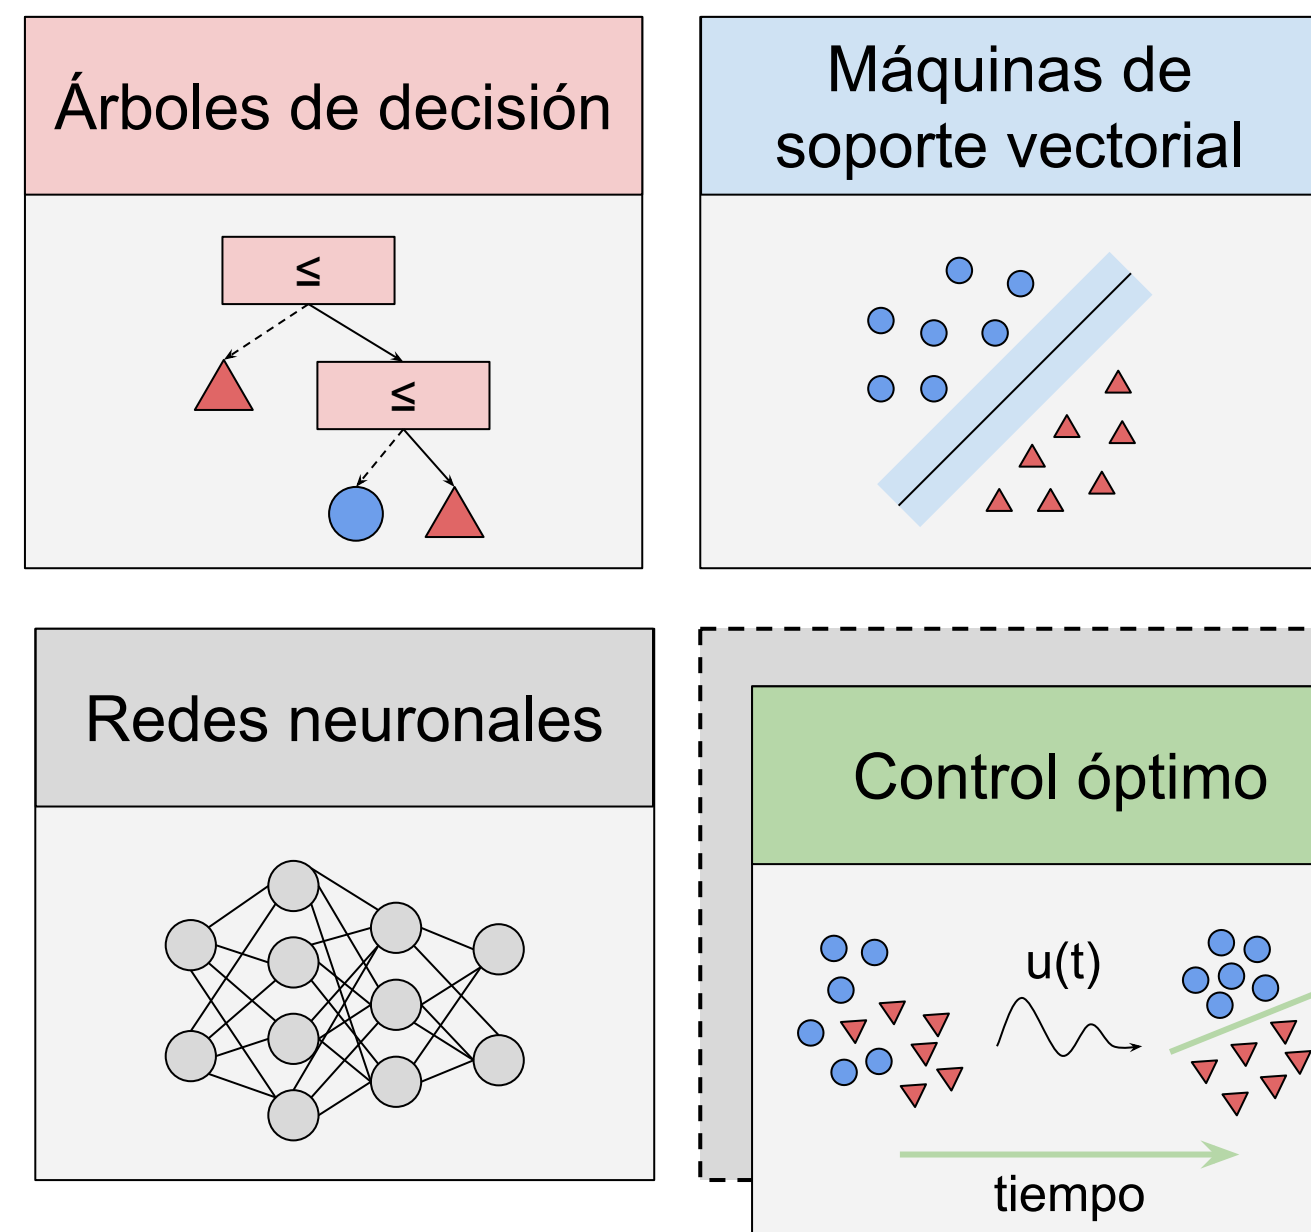 Árboles de decisión
Máquinas de
soporte vectorial
≤
≤
Redes neuronales
Control óptimo
u(t)
tiempo